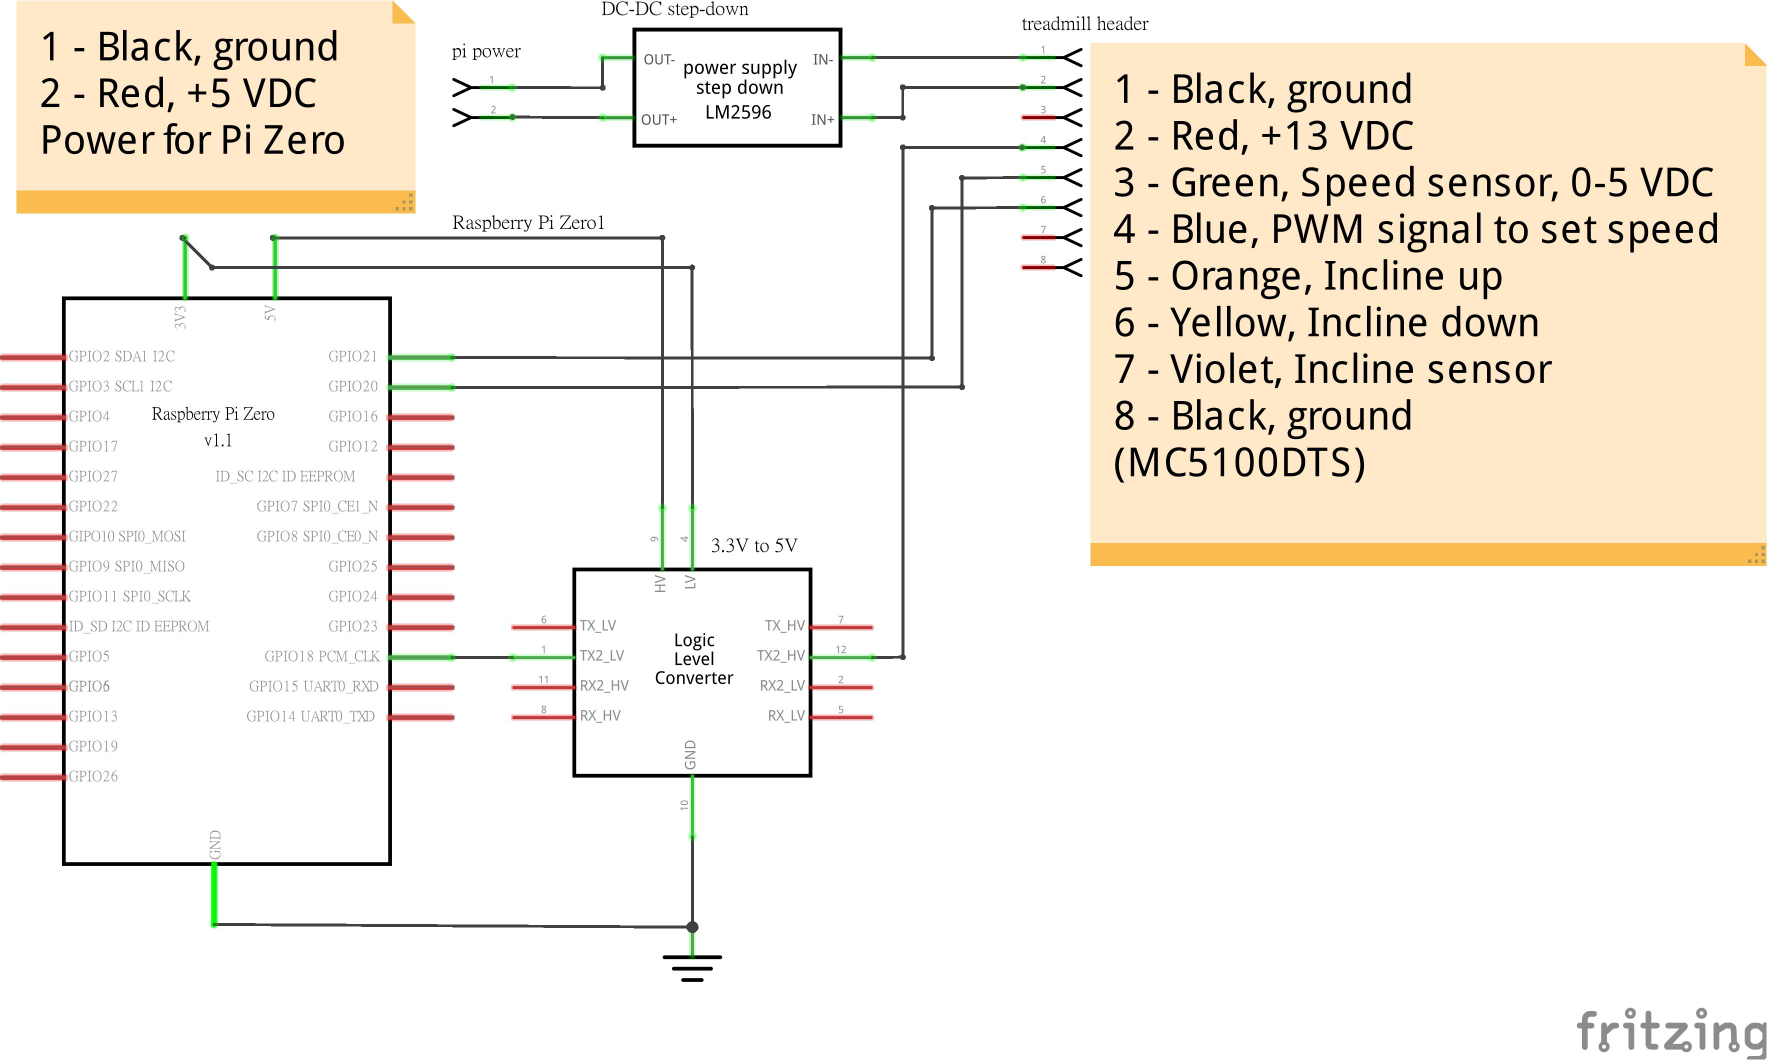 1 - Black, ground
2 - Red, +5 VDC
Power for Pi Zero
DC-DC step-down
pi power
1
2
OUT-
OUT+
power supply
step down
LM2596
IN-
IN+
treadmill header
1
2
3
4
5
6
7
8
1 - Black, ground
2 - Red, +13 VDC
3 - Green, Speed sensor, 0-5 VDC
4 - Blue, PWM signal to set speed
5 - Orange, Incline up
6 - Yellow, Incline down
7 - Violet, Incline sensor
8 - Black, ground
(MC5100DTS)
Raspberry Pi Zero1
3V3
5V
GPIO2 SDA1 I2C
GPIO3 SCL1 I2C
GPIO4
GPIO17
GPIO27
GPIO22
GIPO10 SPI0_MOSI
GPIO9 SPI0_MISO
GPIO11 SPI0_SCLK
ID_SD I2C ID EEPROM
GPIO5
GPIO6
GPIO13
GPIO19
GPIO26
Raspberry Pi Zero
v1.1
GPIO21
GPIO20
GPIO16
GPIO12
ID_SC I2C ID EEPROM
GPIO7 SPI0_CE1_N
GPIO8 SPI0_CE0_N
GPIO25
GPIO24
GPIO23
GPIO18 PCM_CLK
GPIO15 UART0_RXD
GPIO14 UART0_TXD
GND
3.3V to 5V
9
4
HV
LV
6
1
11
8
TX_LV
TX2_LV
RX2_HV
RX_HV
Logic
Level
Converter
TX_HV
TX2_HV
RX2_LV
RX_LV
7
12
2
5
GND
10
fritzing